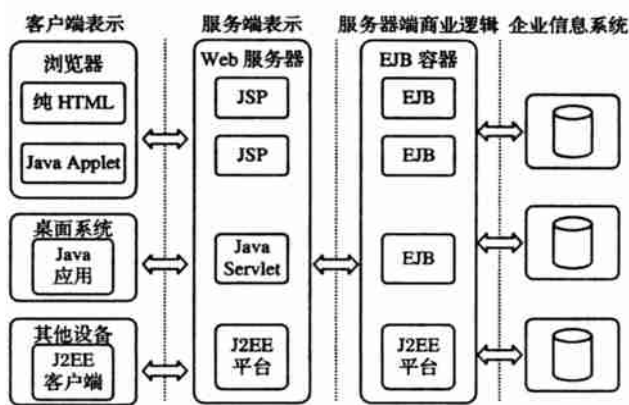 客户端表示
服务端表示
服务器端商业逻辑
企业信息系统
浏览器
纯 HTML
Java Applet
桌面系统
Java
应用
其他设备
J2EE
客户端
Web 服务器
JSP
JSP
Java
Servlet
J2EE
平台
EJB 容器
EJB
EJB
EJB
J2EE
平台